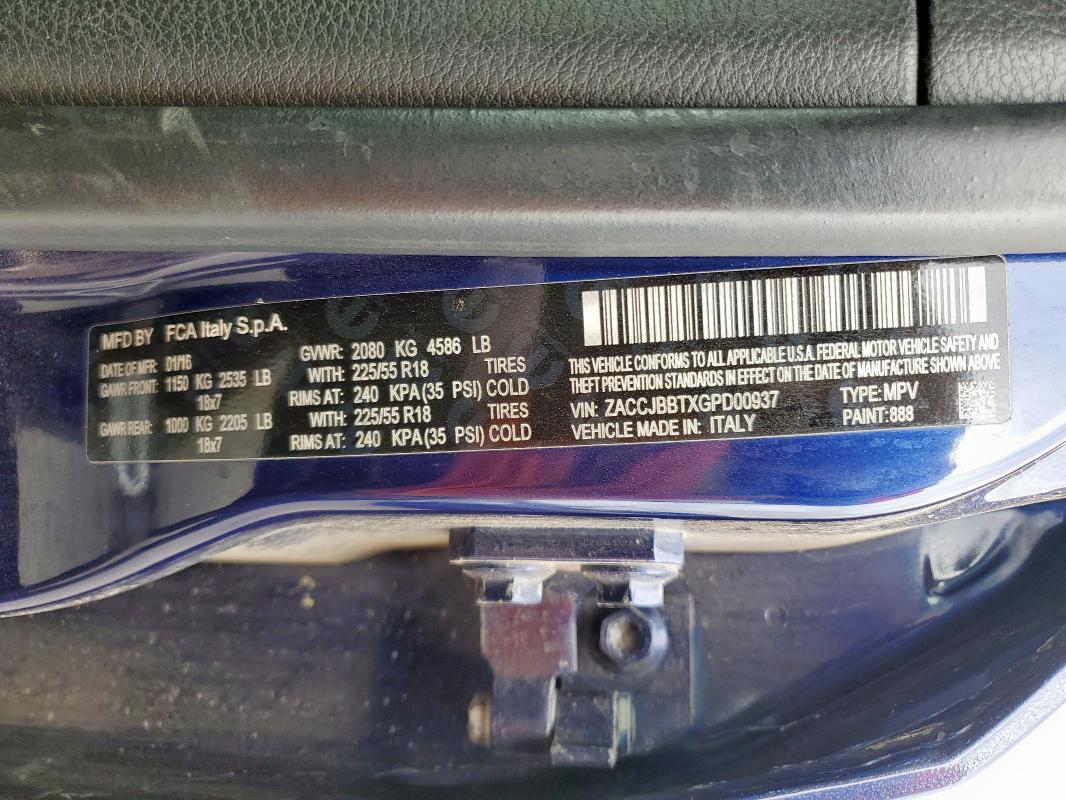 MFD BY FCA Italy S.p.A.
DATE OF MFR: 01/16 GVWR: 2080 KG 4586 LB
GAWR FRONT: 1150 KG 2535 LB WITH: 225/55 R18 TIRES
18x7 RIMS AT: 240 KPA(35 PSI) COLD
GAWR REAR: 1000 KG 2205 LB WITH: 225/55 R18 TIRES
18x7 RIMS AT: 240 KPA(35 PSI) COLD
THIS VEHICLE CONFORMS TO ALL APPLICABLE U.S.A. FEDERAL MOTOR VEHICLE SAFETY AND
THEFT PREVENTION STANDARDS IN EFFECT ON THE DATE OF MANUFACTURE SHOWN ABOVE
VIN: ZACCJBBTXGPD00937 TYPE: MPV
VEHICLE MADE IN: ITALY PAINT: 888